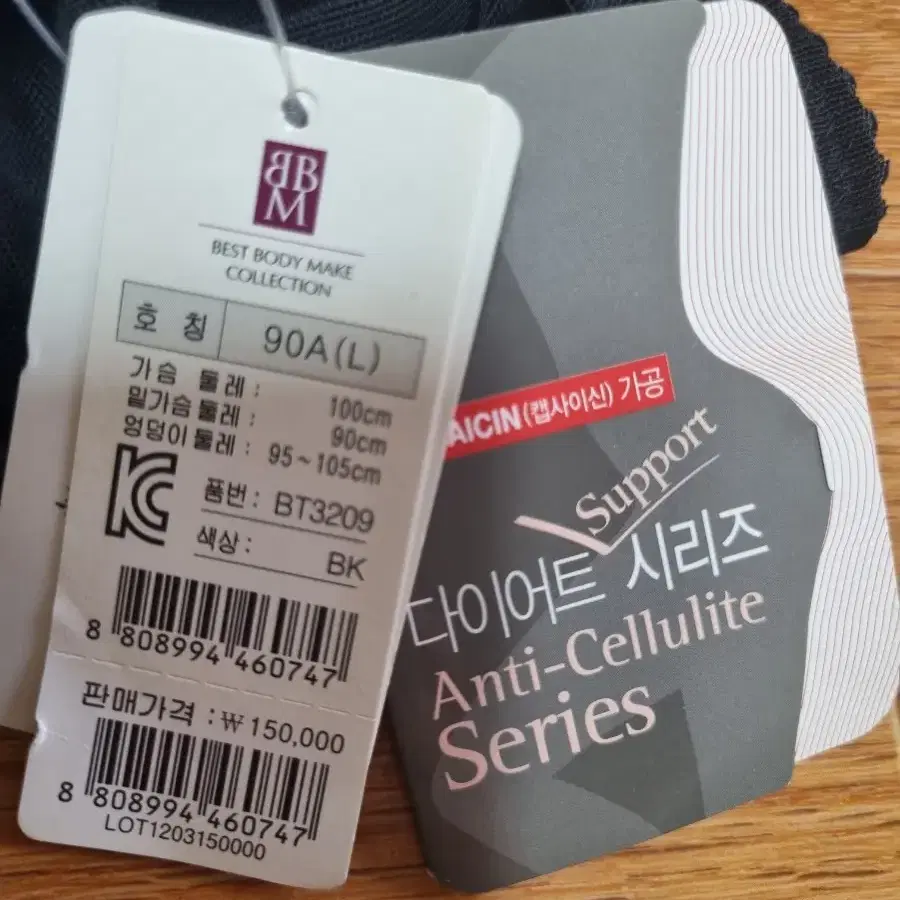 BBM
BEST BODY MAKE
COLLECTION
호 칭 90A(L)
가슴 둘레 : 100cm
밑가슴 둘레 : 90cm
엉덩이 둘레 : 95~105cm
품번 : BT3209
색상 : BK
8 808994 460747
판매가격 : ₩150,000
8 808994 460747
LOT1203150000
AICIN(캡사이신) 가공
Support
다이어트 시리즈
Anti-Cellulite
Series